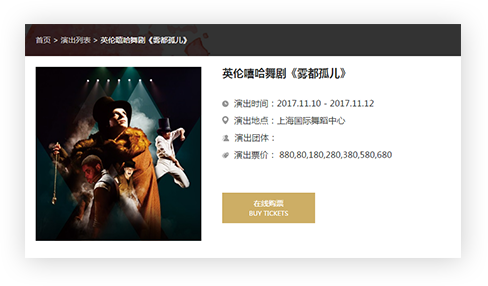 首页 > 演出列表 > 英伦嘻哈舞剧《雾都孤儿》
英伦嘻哈舞剧《雾都孤儿》
演出时间：2017.11.10 - 2017.11.12
演出地点：上海国际舞蹈中心
演出团体：
演出票价： 880,80,180,280,380,580,680
在线购票
BUY TICKETS